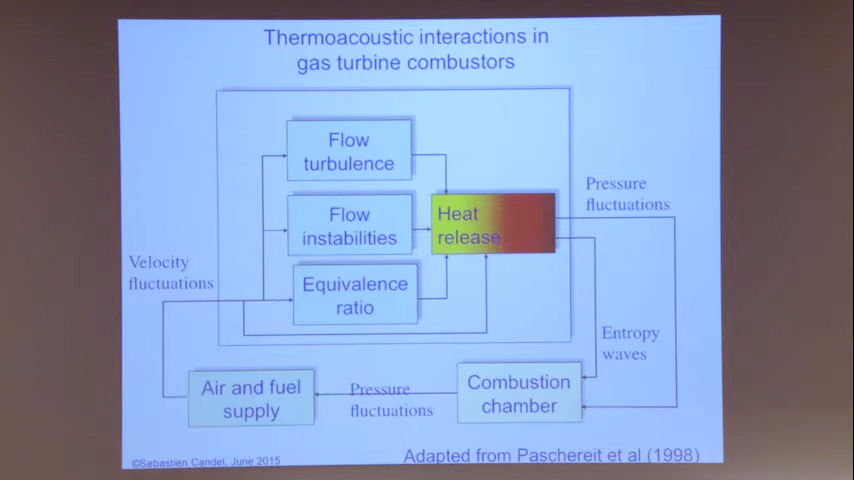 Thermoacoustic interactions in
gas turbine combustors
Flow
turbulence
Pressure
fluctuations
Flow
instabilities
Heat
release
Velocity
fluctuations
Equivalence
ratio
Entropy
waves
Air and fuel
supply
Pressure
fluctuations
Combustion
chamber
©Sebastien Candel, June 2015
Adapted from Paschereit et al (1998)